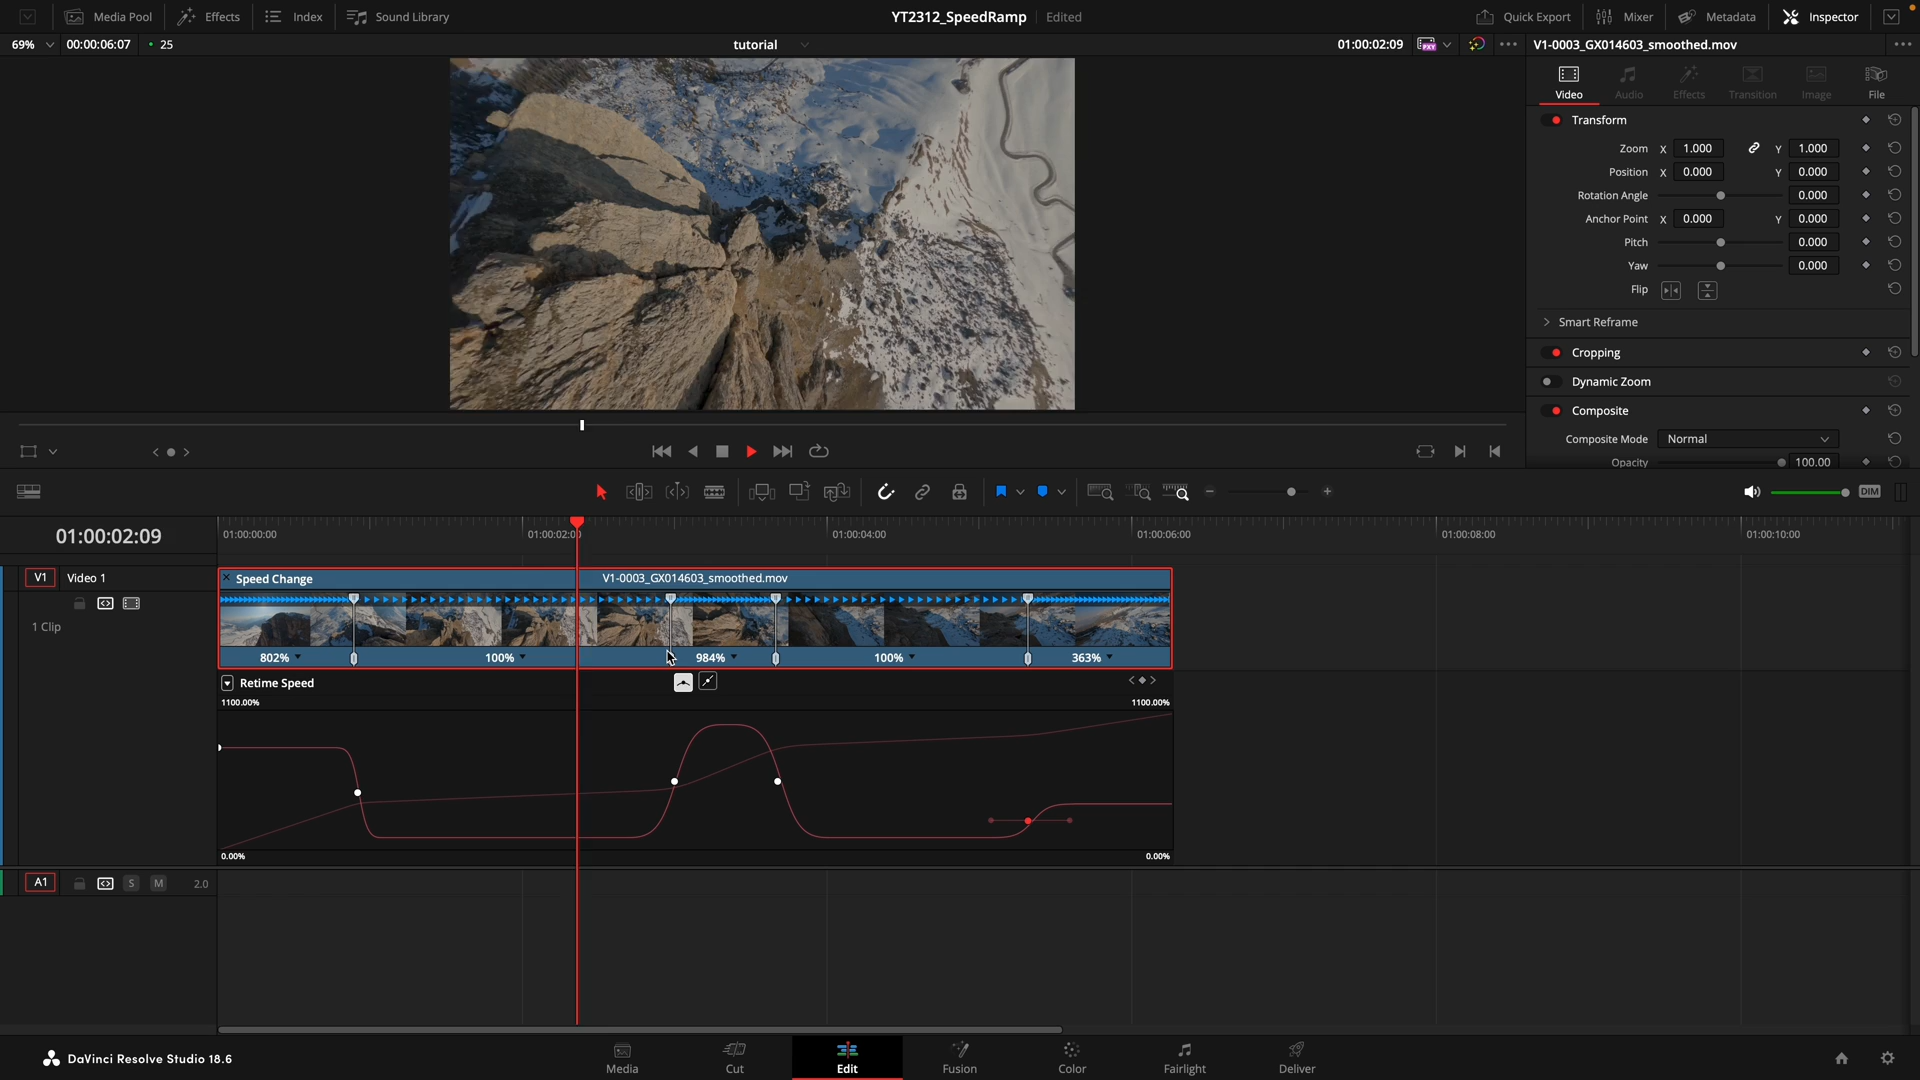 Media Pool
Effects
Index
Sound Library
YT2312_SpeedRamp
Edited
Quick Export
Mixer
Metadata
Inspector
69%
00:00:06:07
25
tutorial
01:00:02:09
PXY
V1-0003_GX014603_smoothed.mov
Video
Audio
Effects
Transition
Image
File
Transform
Zoom X 1.000 Y 1.000
Position X 0.000 Y 0.000
Rotation Angle 0.000
Anchor Point X 0.000 Y 0.000
Pitch 0.000
Yaw 0.000
Flip
Smart Reframe
Cropping
Dynamic Zoom
Composite
Composite Mode Normal
Opacity 100.00
DIM
01:00:02:09
01:00:00:00
01:00:02:00
01:00:04:00
01:00:06:00
01:00:08:00
01:00:10:00
V1
Video 1
1 Clip
Speed Change
V1-0003_GX014603_smoothed.mov
802%
100%
984%
100%
363%
Retime Speed
1100.00%
1100.00%
0.00%
0.00%
A1
S
M
2.0
DaVinci Resolve Studio 18.6
Media
Cut
Edit
Fusion
Color
Fairlight
Deliver